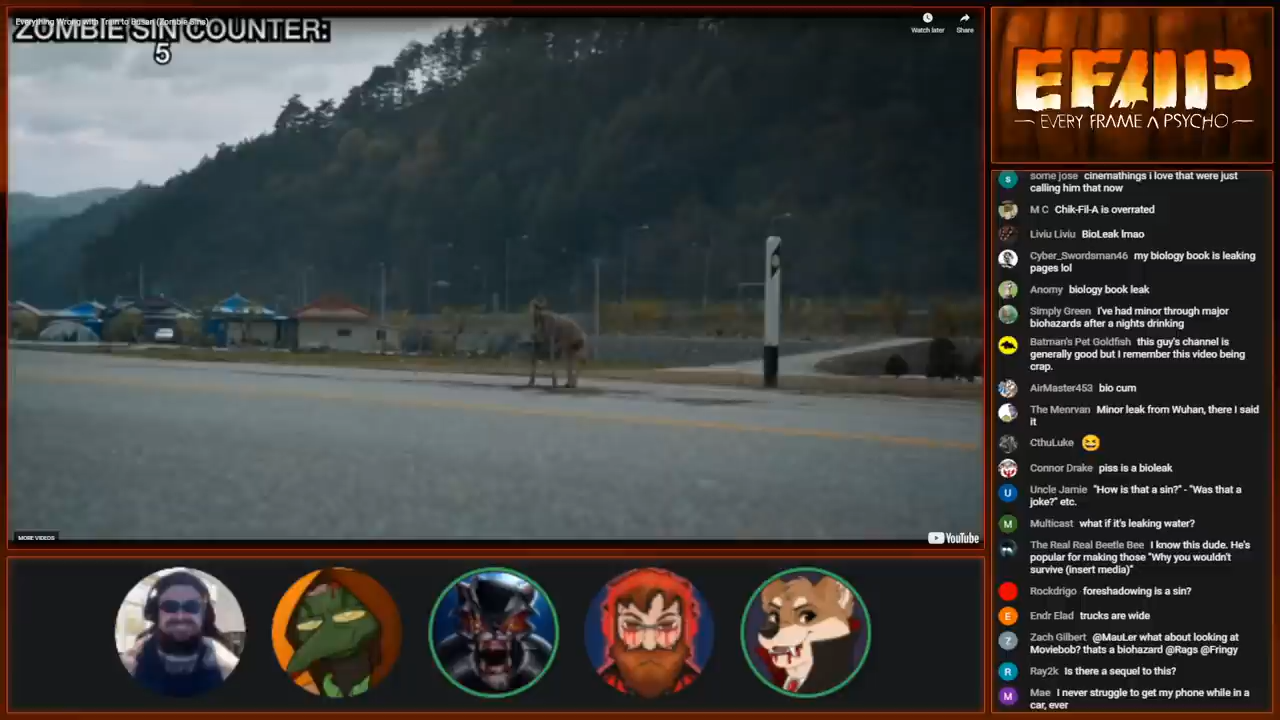 Everything Wrong with Train to Busan (Zombie Sins)
ZOMBIE SIN COUNTER:
5
Watch later
Share
MORE VIDEOS
YouTube
EFAP
EVERY FRAME A PSYCHO
S
some jose cinemathings i love that were just
calling him that now
M C Chik-Fil-A is overrated
Liviu Liviu BioLeak lmao
Cyber_Swordsman46 my biology book is leaking
pages lol
Anomy biology book leak
Simply Green I've had minor through major
biohazards after a nights drinking
Batman's Pet Goldfish this guy's channel is
generally good but I remember this video being
crap.
AirMaster453 bio cum
The Menrvan Minor leak from Wuhan, there I said
it
CthuLuke 😆
Connor Drake piss is a bioleak
U
Uncle Jamie "How is that a sin?" - "Was that a
joke?" etc.
M
Multicast what if it's leaking water?
The Real Real Beetle Bee I know this dude. He's
popular for making those "Why you wouldn't
survive (insert media)"
Rockdrigo foreshadowing is a sin?
E
Endr Elad trucks are wide
Z
Zach Gilbert @MauLer what about looking at
Moviebob? thats a biohazard @Rags @Fringy
R
Ray2k Is there a sequel to this?
M
Mae I never struggle to get my phone while in a
car, ever